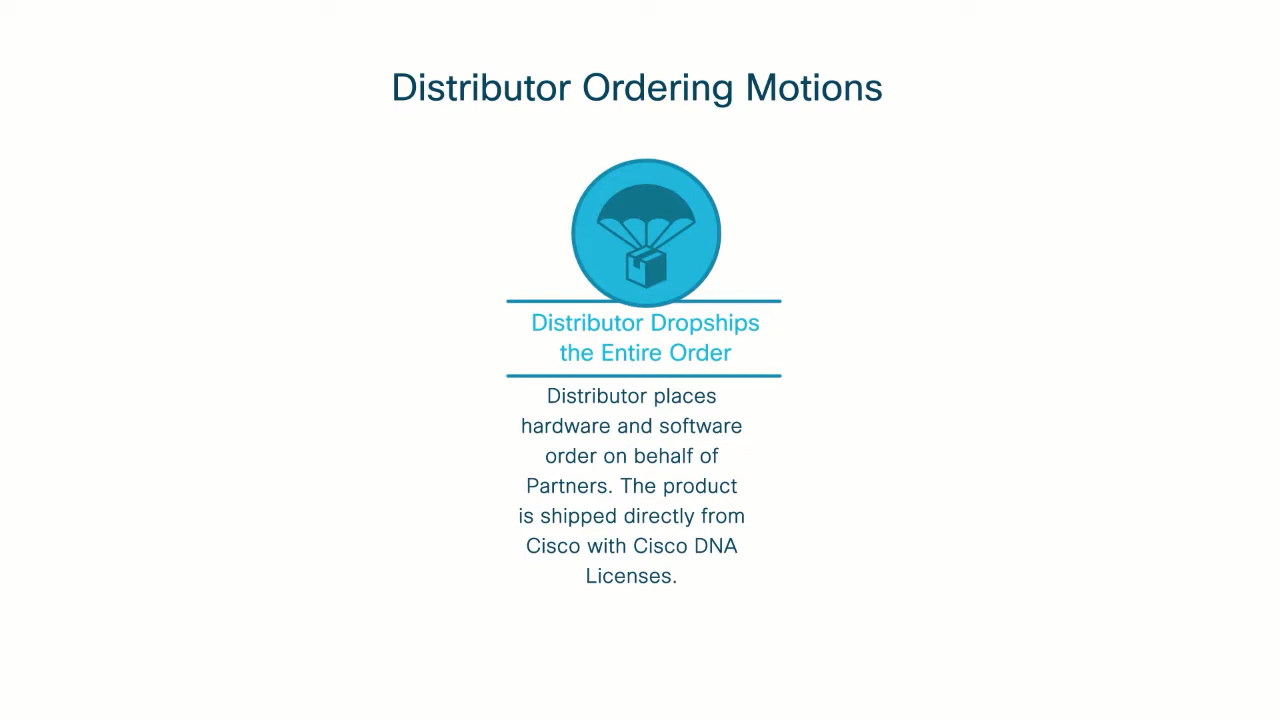 Distributor Ordering Motions
Distributor Dropships
the Entire Order
Distributor places
hardware and software
order on behalf of
Partners. The product
is shipped directly from
Cisco with Cisco DNA
Licenses.